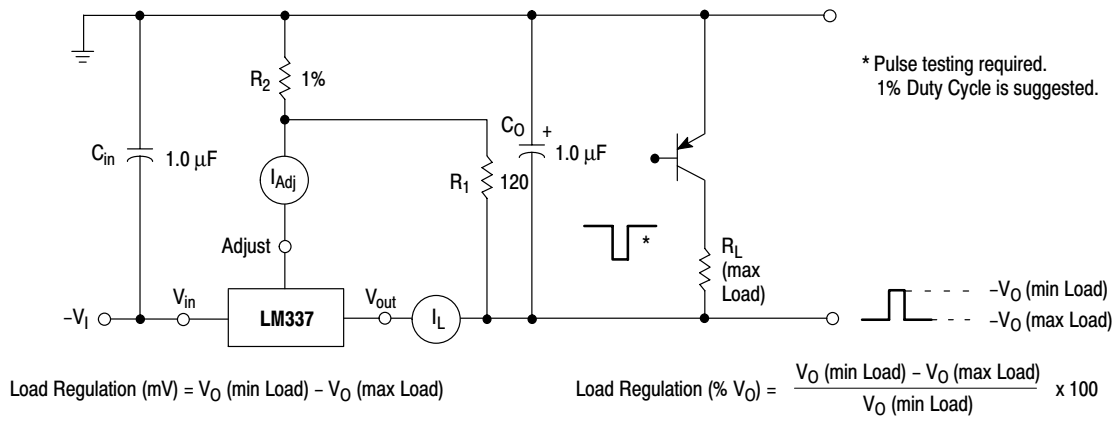 * Pulse testing required.
1% Duty Cycle is suggested.
R2 1%
CO +
1.0 μF
Cin 1.0 μF
IAdj
R1 120
Adjust
*
RL
(max
Load)
–VI
Vin
LM337
Vout
IL
–VO (min Load)
–VO (max Load)
Load Regulation (mV) = VO (min Load) – VO (max Load)
Load Regulation (% VO) = VO (min Load) – VO (max Load)
VO (min Load)
x 100